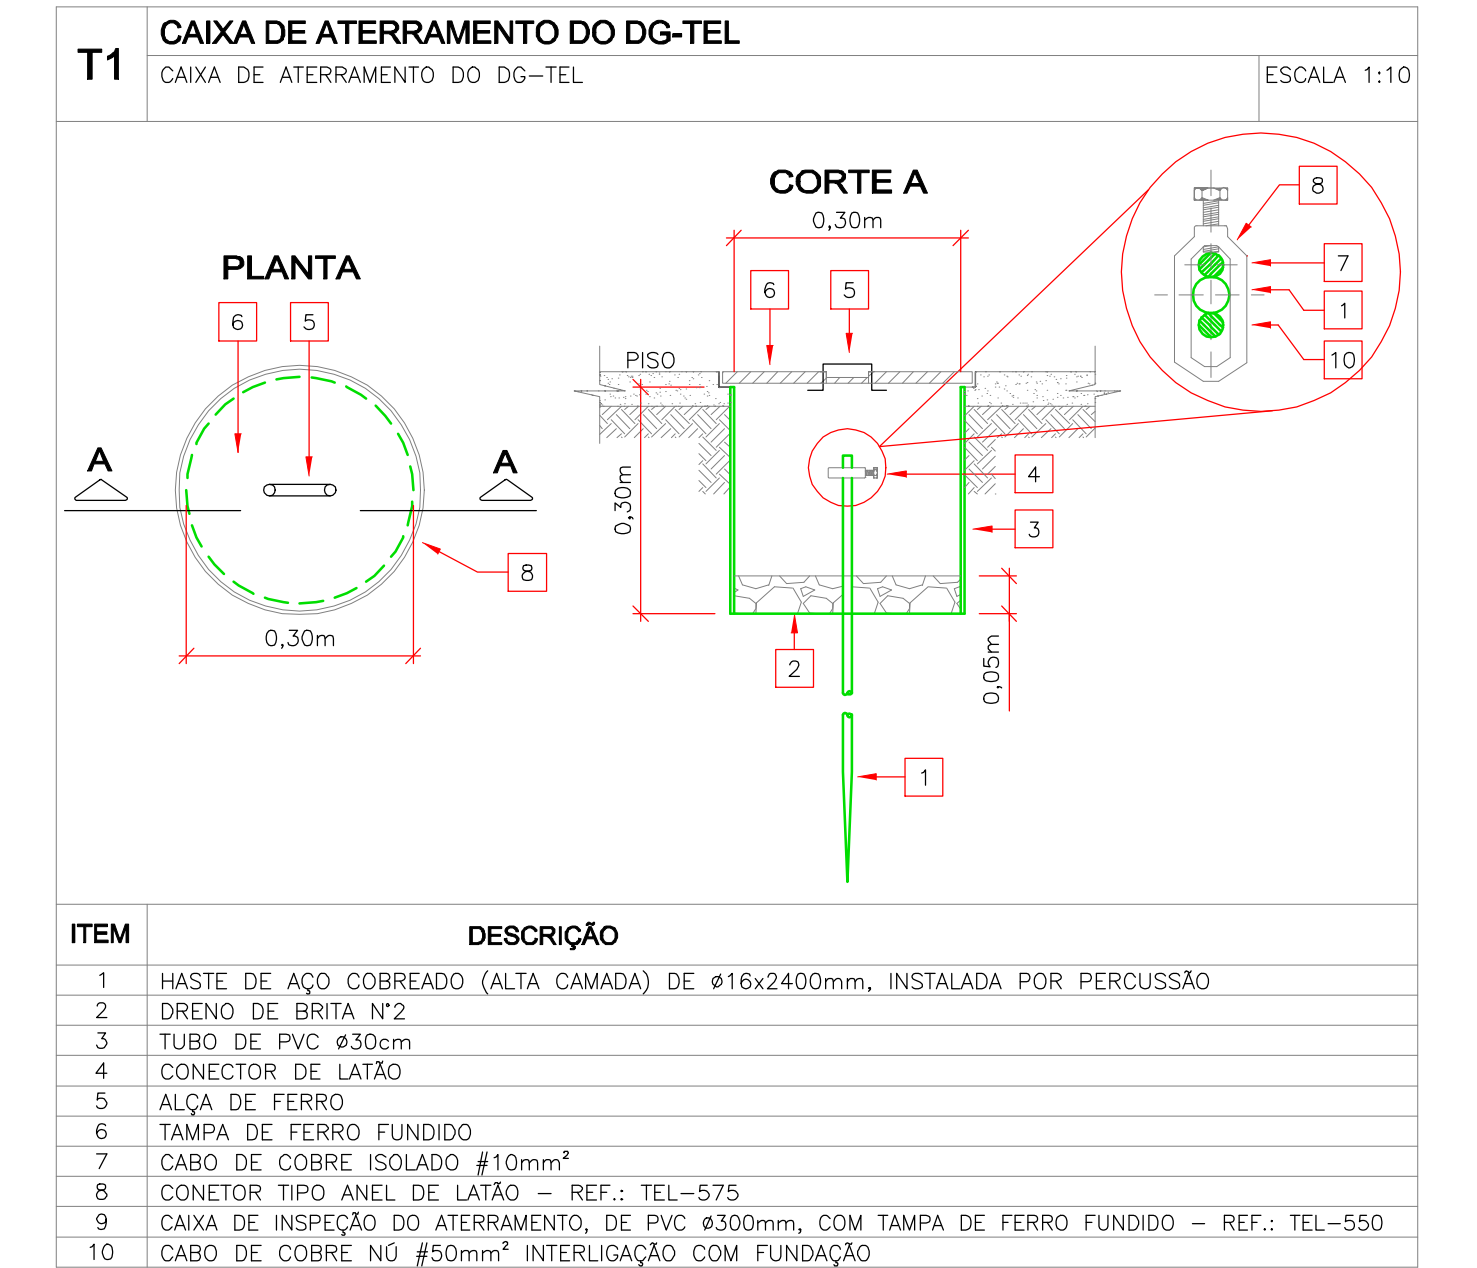 T1
CAIXA DE ATERRAMENTO DO DG-TEL
CAIXA DE ATERRAMENTO DO DG-TEL
ESCALA 1:10
CORTE A
0,30m
8
7
1
10
PLANTA
6
5
6
5
PISO
A
A
0,30m
4
3
8
0,30m
2
0,05m
1
ITEM DESCRIÇÃO
1 HASTE DE AÇO COBREADO (ALTA CAMADA) DE ø16x2400mm, INSTALADA POR PERCUSSÃO
2 DRENO DE BRITA N°2
3 TUBO DE PVC ø30cm
4 CONECTOR DE LATÃO
5 ALÇA DE FERRO
6 TAMPA DE FERRO FUNDIDO
7 CABO DE COBRE ISOLADO #10mm²
8 CONETOR TIPO ANEL DE LATÃO - REF.: TEL-575
9 CAIXA DE INSPEÇÃO DO ATERRAMENTO, DE PVC ø300mm, COM TAMPA DE FERRO FUNDIDO - REF.: TEL-550
10 CABO DE COBRE NÚ #50mm² INTERLIGAÇÃO COM FUNDAÇÃO